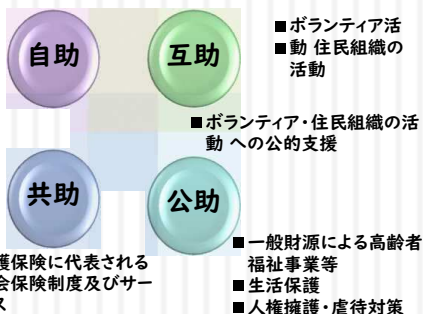 自助
互助
■ボランティア活
■動 住民組織の
活動
■ボランティア・住民組織の活
動 への公的支援
共助
公助
護保険に代表される
会保険制度及びサー
ス
■一般財源による高齢者
福祉事業等
■生活保護
■人権擁護・虐待対策